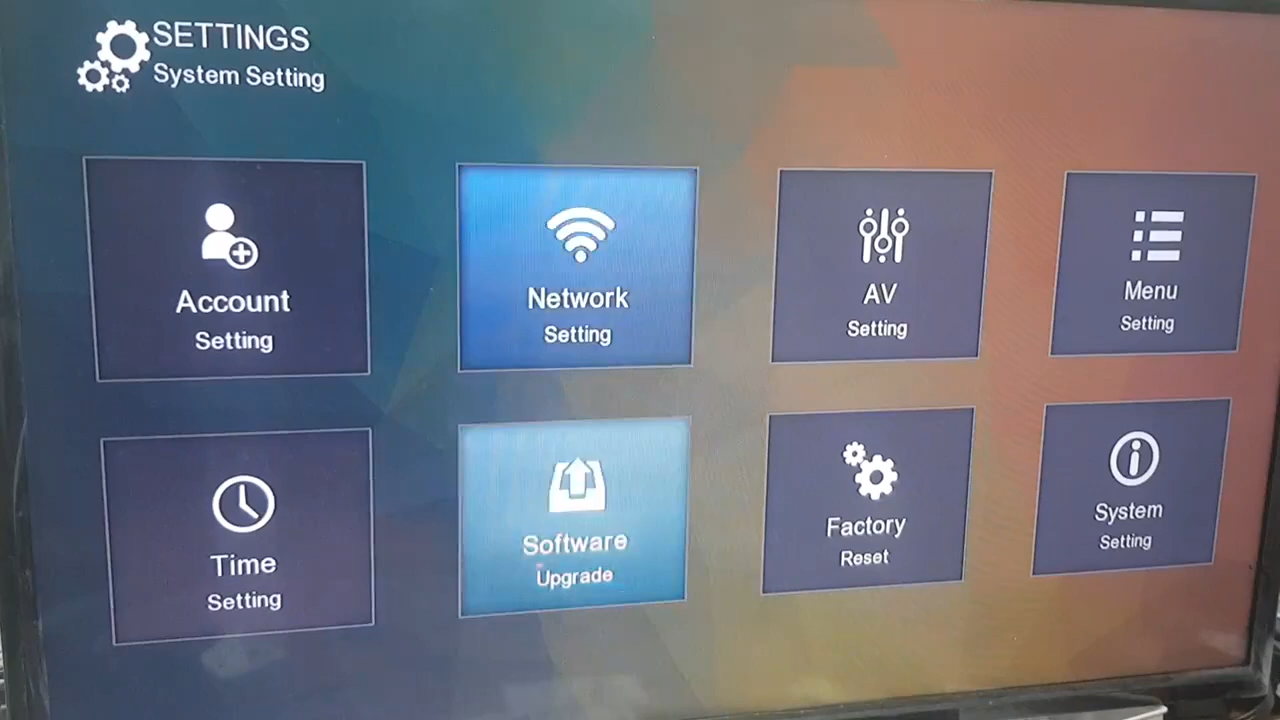 SETTINGS
System Setting
Account
Setting
Network
Setting
AV
Setting
Menu
Setting
Time
Setting
Software
Upgrade
Factory
Reset
System
Setting